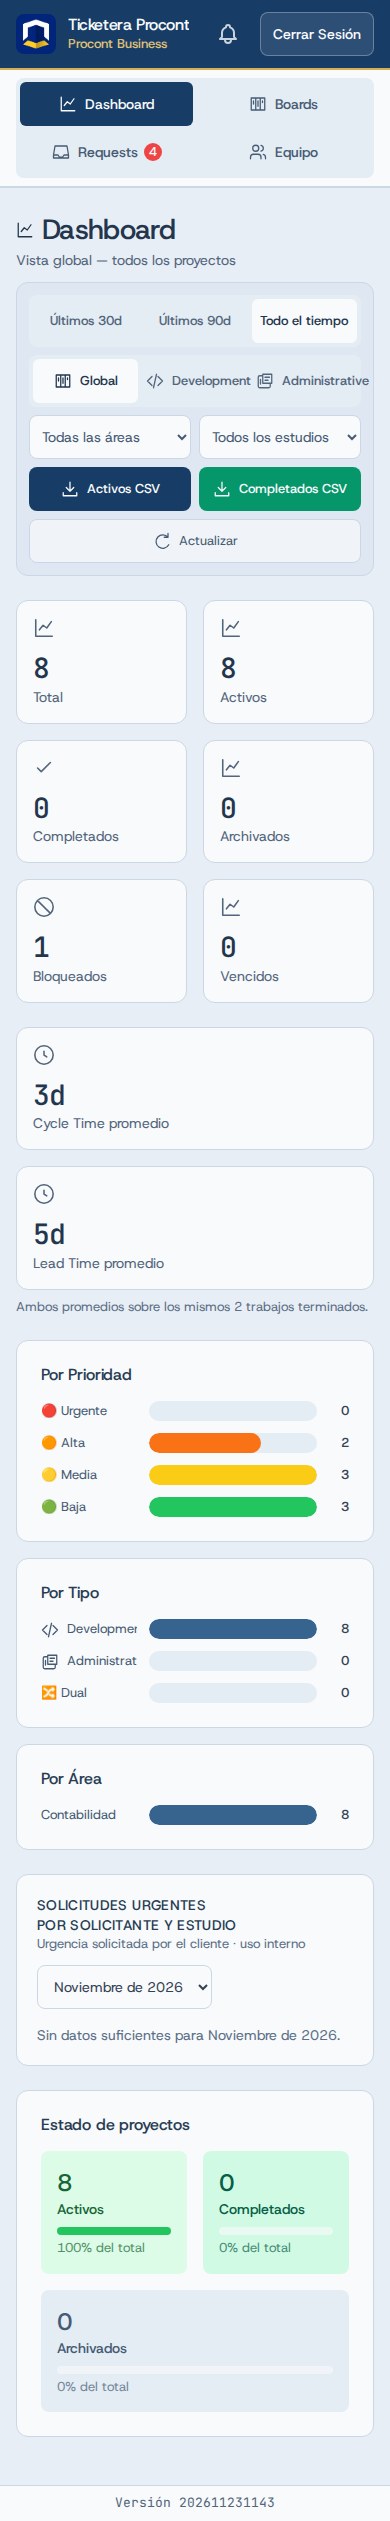 Ticketera Procont
Procont Business
Cerrar Sesión
Dashboard
Boards
Requests 4
Equipo
Dashboard
Vista global — todos los proyectos
Últimos 30d
Últimos 90d
Todo el tiempo
Global
Development
Administrative
Todas las áreas
Todos los estudios
Activos CSV
Completados CSV
Actualizar
8
Total
8
Activos
0
Completados
0
Archivados
1
Bloqueados
0
Vencidos
3d
Cycle Time promedio
5d
Lead Time promedio
Ambos promedios sobre los mismos 2 trabajos terminados.
Por Prioridad
Urgente 0
Alta 2
Media 3
Baja 3
Por Tipo
Developmer 8
Administrat 0
Dual 0
Por Área
Contabilidad 8
SOLICITUDES URGENTES
POR SOLICITANTE Y ESTUDIO
Urgencia solicitada por el cliente · uso interno
Noviembre de 2026
Sin datos suficientes para Noviembre de 2026.
Estado de proyectos
8
Activos
100% del total
0
Completados
0% del total
0
Archivados
0% del total
Versión 202611231143